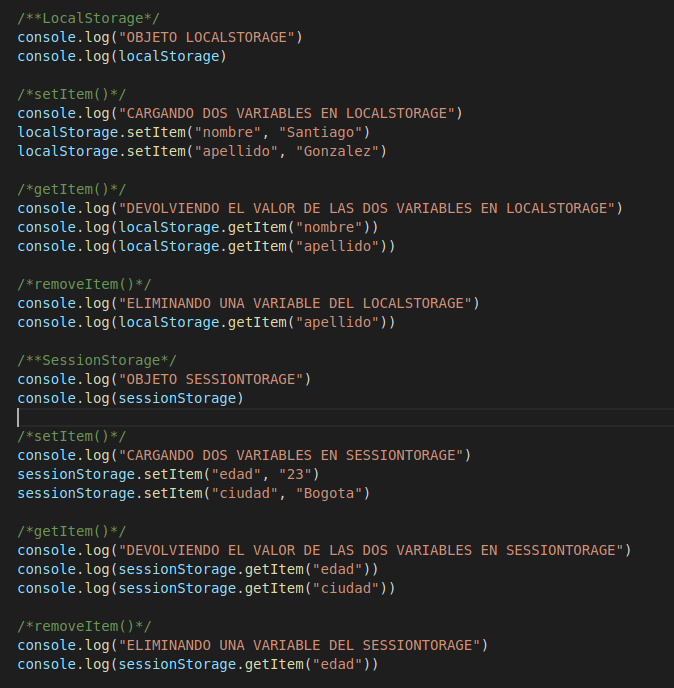 /**LocalStorage*/
console.log("OBJETO LOCALSTORAGE")
console.log(localStorage)
/*setItem()*/
console.log("CARGANDO DOS VARIABLES EN LOCALSTORAGE")
localStorage.setItem("nombre", "Santiago")
localStorage.setItem("apellido", "Gonzalez")
/*getItem()*/
console.log("DEVOLVIENDO EL VALOR DE LAS DOS VARIABLES EN LOCALSTORAGE")
console.log(localStorage.getItem("nombre"))
console.log(localStorage.getItem("apellido"))
/*removeItem()*/
console.log("ELIMINANDO UNA VARIABLE DEL LOCALSTORAGE")
console.log(localStorage.getItem("apellido"))
/**SessionStorage*/
console.log("OBJETO SESSIONTORAGE")
console.log(sessionStorage)
/*setItem()*/
console.log("CARGANDO DOS VARIABLES EN SESSIONTORAGE")
sessionStorage.setItem("edad", "23")
sessionStorage.setItem("ciudad", "Bogota")
/*getItem()*/
console.log("DEVOLVIENDO EL VALOR DE LAS DOS VARIABLES EN SESSIONTORAGE")
console.log(sessionStorage.getItem("edad"))
console.log(sessionStorage.getItem("ciudad"))
/*removeItem()*/
console.log("ELIMINANDO UNA VARIABLE DEL SESSIONTORAGE")
console.log(sessionStorage.getItem("edad"))